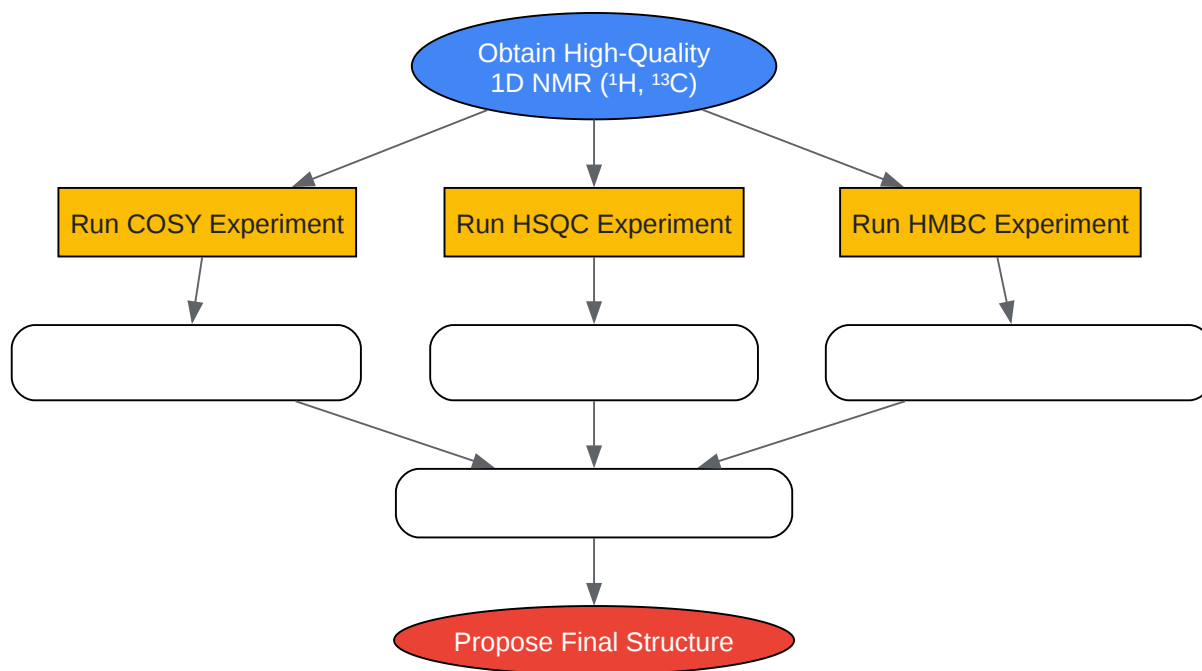 Obtain High-Quality
1D NMR (¹H, ¹³C)
Run COSY Experiment
Run HSQC Experiment
Run HMBC Experiment
Propose Final Structure